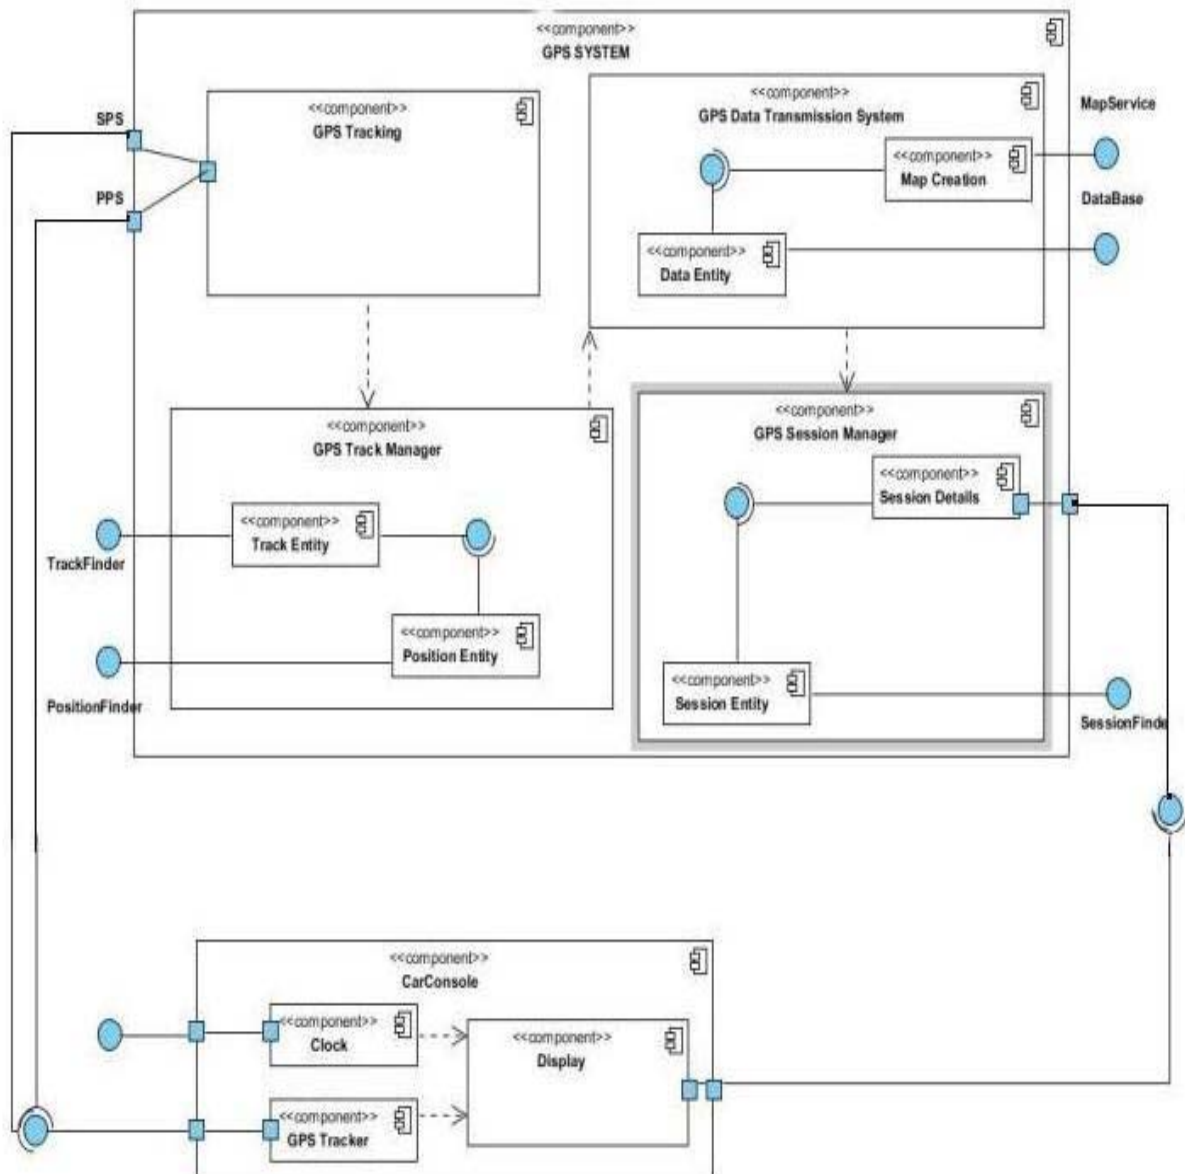 <<component>>
GPS SYSTEM
<<component>>
GPS Tracking
<<component>>
GPS Data Transmission System
SPS
PPS
<<component>>
Map Creation
MapService
DataBase
<<component>>
Data Entity
<<component>>
GPS Track Manager
<<component>>
GPS Session Manager
<<component>>
Session Details
<<component>>
Track Entity
TrackFinder
<<component>>
Position Entity
PositionFinder
<<component>>
Session Entity
SessionFinde
<<component>>
CarConsole
<<component>>
Clock
<<component>>
Display
<<component>>
GPS Tracker